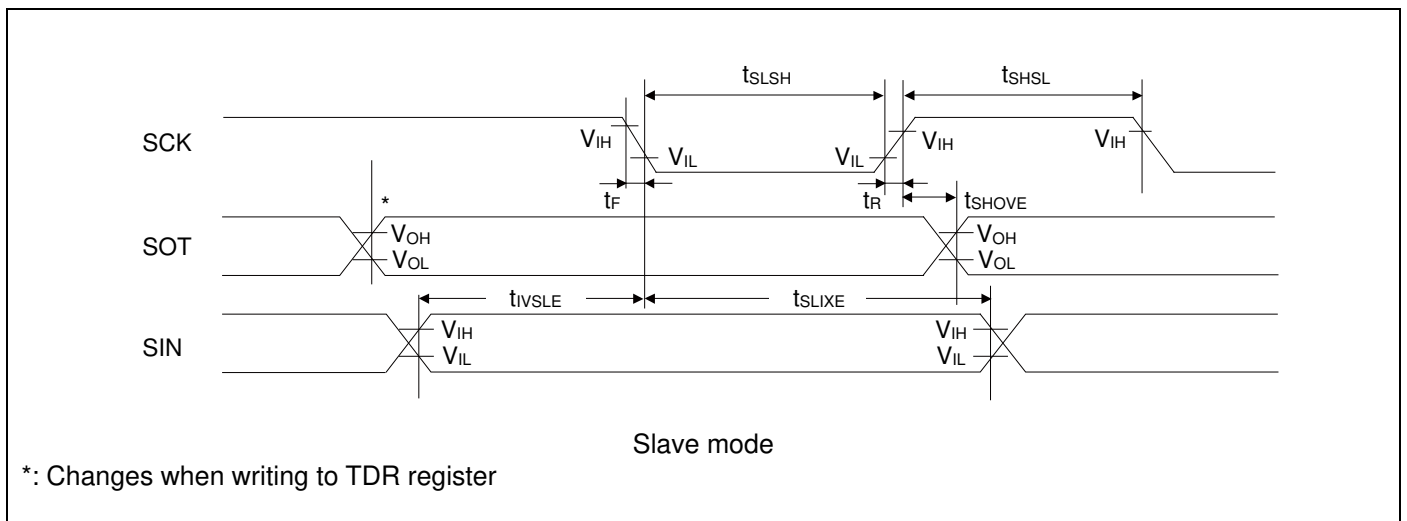 tSLSH tSHSL
SCK VIH VIL VIL VIH VIH
tF tR tSHOVE
*
SOT VOH VOH
VOL VOL
tIVSLE tSLIXE
SIN VIH VIH
VIL VIL
Slave mode
*: Changes when writing to TDR register